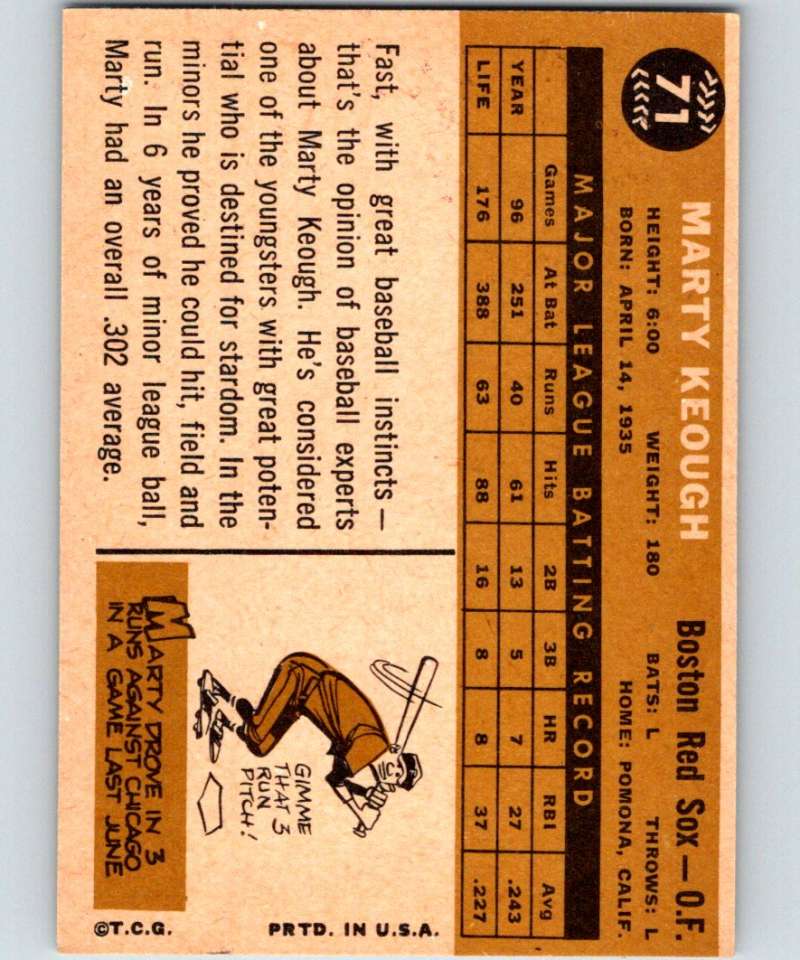 71
MARTY KEOUGH Boston Red Sox — O.F.
HEIGHT: 6:00 WEIGHT: 180 BATS: L THROWS: L
BORN: APRIL 14, 1935 HOME: POMONA, CALIF.
MAJOR LEAGUE BATTING RECORD
Games At Bat Runs Hits 2B 3B HR RBI Avg
YEAR 96 251 40 61 13 5 7 27 .243
LIFE 176 388 63 88 16 8 8 37 .227
Fast, with great baseball instincts —
that's the opinion of baseball experts
about Marty Keough. He's considered
one of the youngsters with great poten-
tial who is destined for stardom. In the
minors he proved he could hit, field and
run. In 6 years of minor league ball,
Marty had an overall .302 average.
GIMME
THAT 3
RUN
PITCH!
MARTY DROVE IN 3
RUNS AGAINST CHICAGO
IN A GAME LAST JUNE
PRTD. IN U.S.A.
©T.C.G.